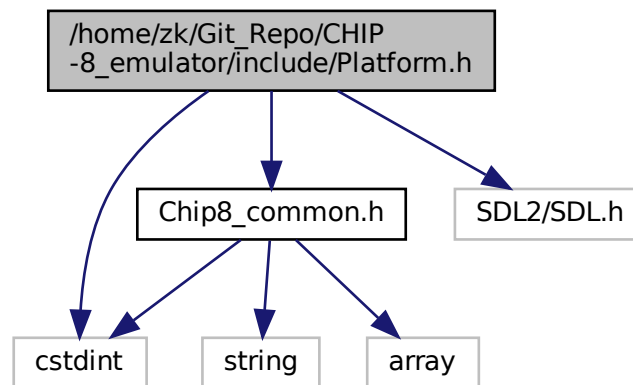 /home/zk/Git_Repo/CHIP
-8_emulator/include/Platform.h
Chip8_common.h
SDL2/SDL.h
cstdint
string
array